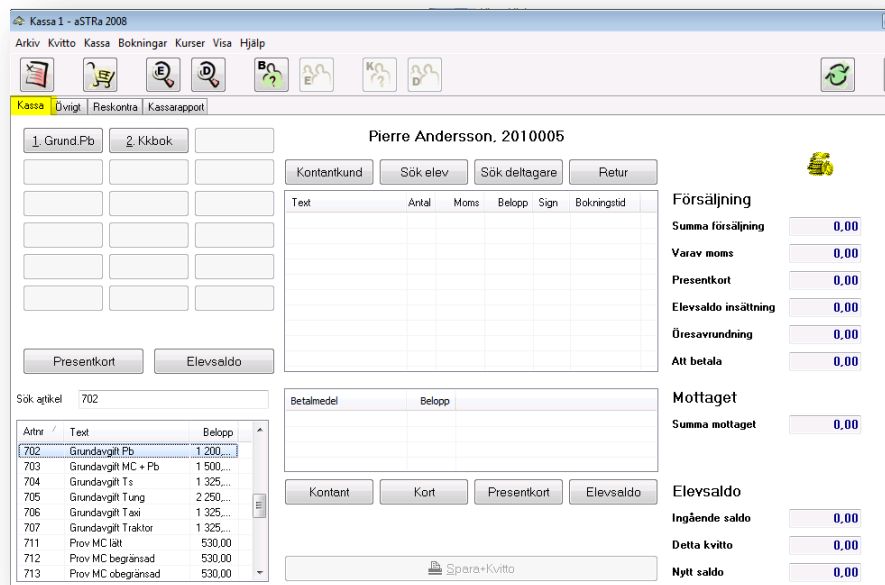 Kassa 1 - aSTRa 2008
Arkiv Kvitto Kassa Bokningar Kurser Visa Hjälp
E D B ? E K ? D
Kassa Övrigt Reskontra Kassarapport
1. Grund.Pb 2. Kkbok
Pierre Andersson, 2010005
Kontantkund Sök elev Sök deltagare Retur
Text Antal Moms Belopp Sign Bokningstid
Försäljning
Summa försäljning 0,00
Varav moms 0,00
Presentkort 0,00
Elevsaldo insättning 0,00
Öresavrundning 0,00
Att betala 0,00
Presentkort Elevsaldo
Sök artikel 702
Artnr Text Belopp
702 Grundavgift Pb 1 200,...
703 Grundavgift MC + Pb 1 500,...
704 Grundavgift Ts 1 325,...
705 Grundavgift Tung 2 250,...
706 Grundavgift Taxi 1 325,...
707 Grundavgift Traktor 1 325,...
711 Prov MC lätt 530,00
712 Prov MC begränsad 530,00
713 Prov MC obegränsad 530,00
Betalmedel Belopp
Kontant Kort Presentkort Elevsaldo
Spara+Kvitto
Mottaget
Summa mottaget 0,00
Elevsaldo
Ingående saldo 0,00
Detta kvitto 0,00
Nytt saldo 0,00